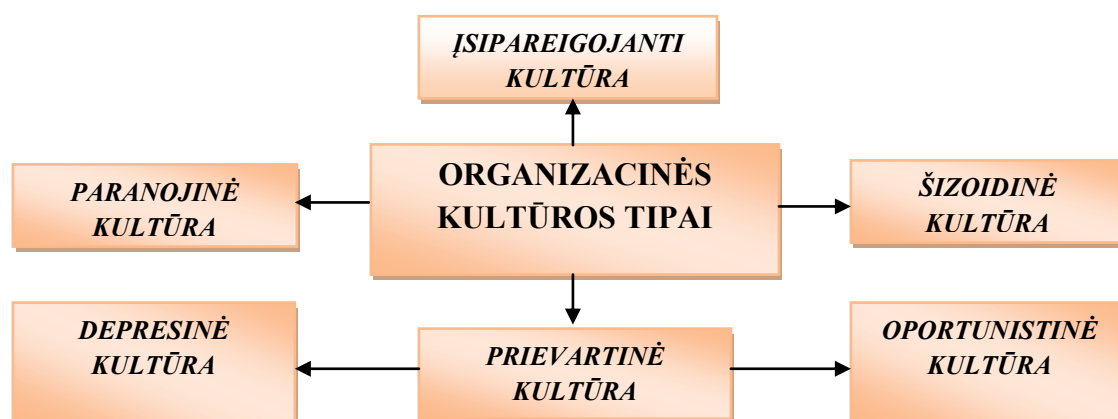 ĮSIPAREIGOJANTI
KULTŪRA
ORGANIZACINĖS
KULTŪROS TIPAI
PARANOJINĖ
KULTŪRA
ŠIZOIDINĖ
KULTŪRA
DEPRESINĖ
KULTŪRA
PRIEVARTINĖ
KULTŪRA
OPORTUNISTINĖ
KULTŪRA